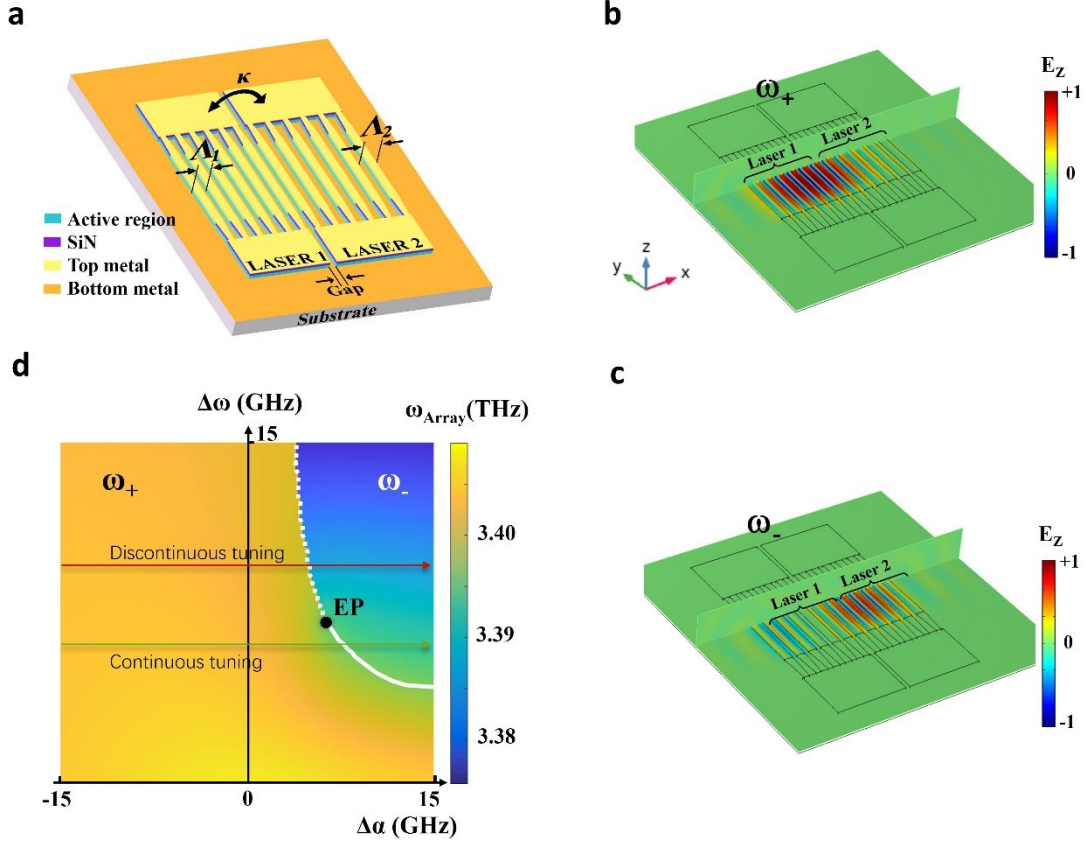 a
κ
Λ1
Λ2
Active region
SiN
Top metal
Bottom metal
LASER 1
LASER 2
Gap
Substrate
b
ω+
Laser 1
Laser 2
EZ
+1
0
-1
z
y
x
c
ω-
Laser 1
Laser 2
EZ
+1
0
-1
d
Δω (GHz)
ωArray(THz)
15
ω+
ω-
3.40
Discontinuous tuning
EP
3.39
Continuous tuning
3.38
-15
0
15
Δα (GHz)